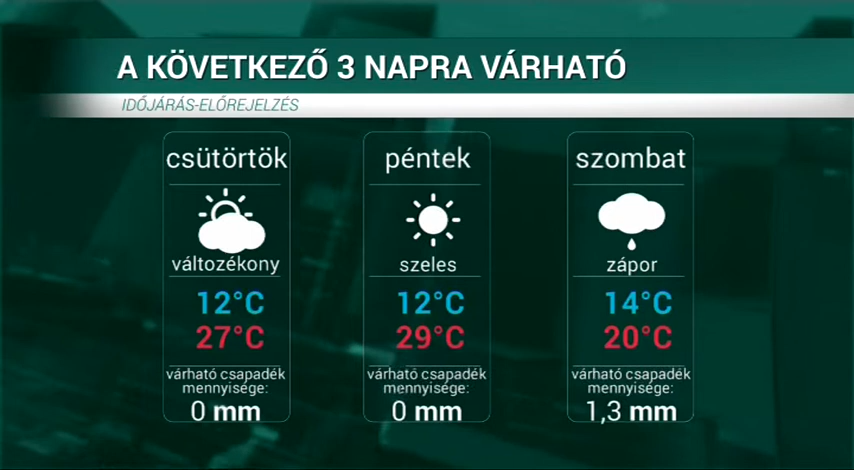 A KÖVETKEZŐ 3 NAPRA VÁRHATÓ
IDŐJÁRÁS-ELŐREJELZÉS
csütörtök
változékony
12°C
27°C
várható csapadék
mennyisége:
0 mm
péntek
szeles
12°C
29°C
várható csapadék
mennyisége:
0 mm
szombat
zápor
14°C
20°C
várható csapadék
mennyisége:
1,3 mm